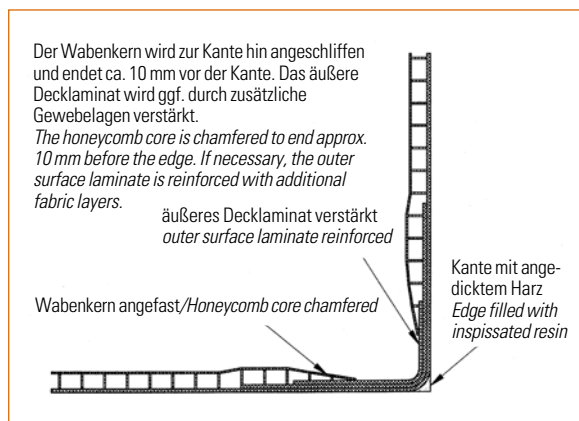 Der Wabenkern wird zur Kante hin angeschliffen
und endet ca. 10 mm vor der Kante. Das äußere
Decklaminat wird ggf. durch zusätzliche
Gewebelagen verstärkt.
The honeycomb core is chamfered to end approx.
10 mm before the edge. If necessary, the outer
surface laminate is reinforced with additional
fabric layers.
äußeres Decklaminat verstärkt
outer surface laminate reinforced
Kante mit ange-
dicktem Harz
Edge filled with
inspissated resin
Wabenkern angefast/Honeycomb core chamfered